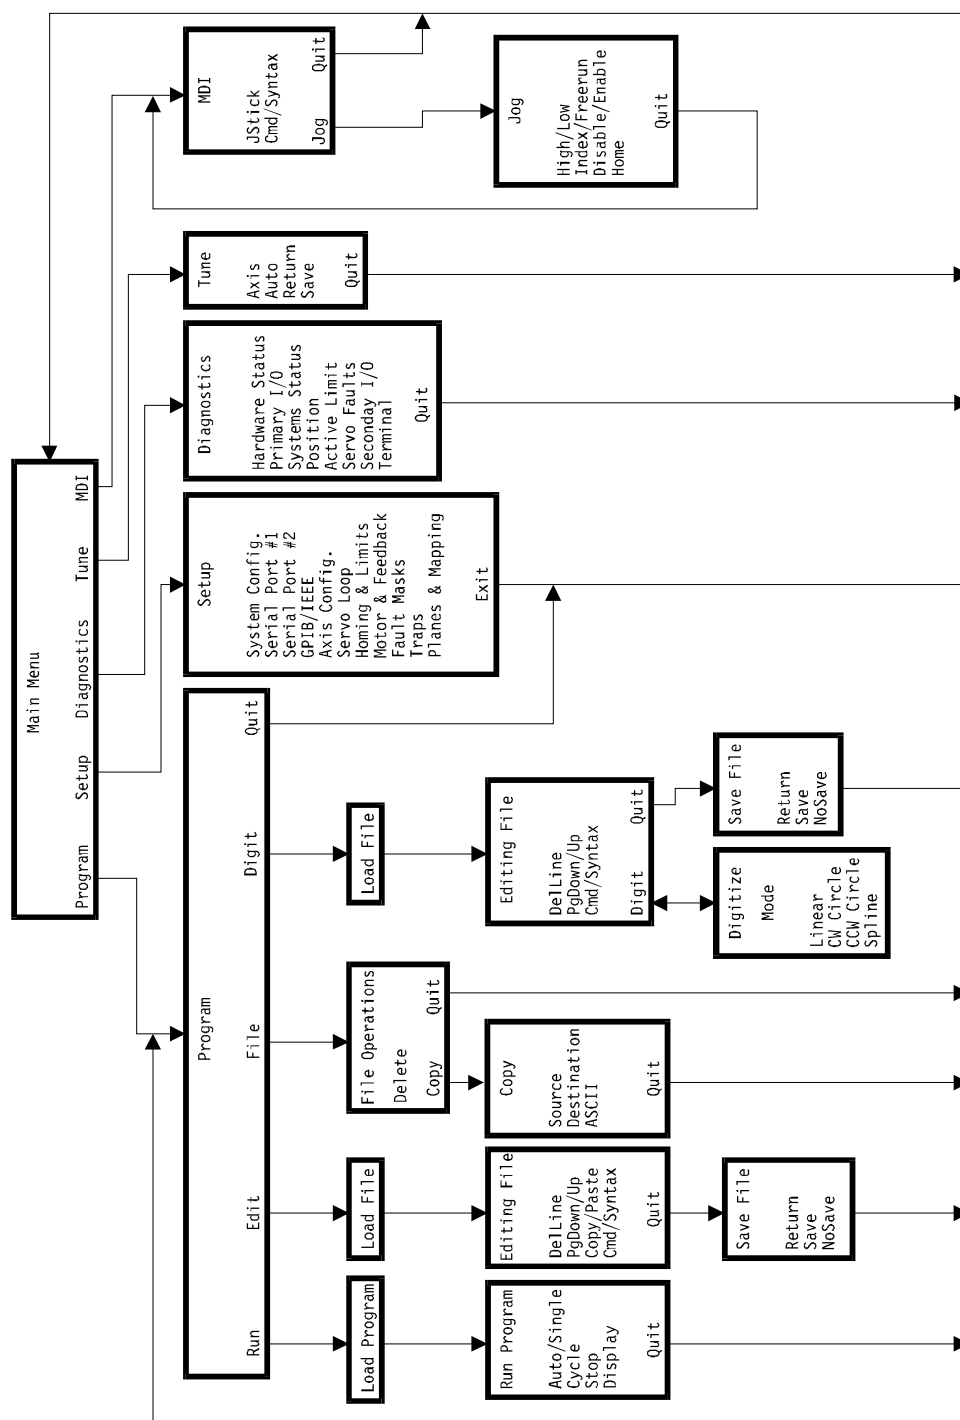 Main Menu
Program Setup Diagnostics Tune MDI
Program
Run Edit File Digit Quit
Setup
System Config.
Serial Port #1
Serial Port #2
GPIB/IEEE
Axis Config.
Servo Loop
Homing & Limits
Motor & Feedback
Fault Masks
Traps
Planes & Mapping
Exit
Diagnostics
Hardware Status
Primary I/O
Systems Status
Position
Active Limit
Servo Faults
Seconday I/O
Terminal
Quit
Tune
Axis
Auto
Return
Save
Quit
MDI
JStick
Cmd/Syntax
Jog Quit
Load Program
Load File
File Operations
Delete
Copy Quit
Load File
Run Program
Auto/Single
Cycle
Stop
Display
Quit
Editing File
DelLine
PgDown/Up
Copy/Paste
Cmd/Syntax
Quit
Copy
Source
Destination
ASCII
Quit
Editing File
DelLine
PgDown/Up
Cmd/Syntax
Digit Quit
Jog
High/Low
Index/Freerun
Disable/Enable
Home
Quit
Save File
Return
Save
NoSave
Digitize
Mode
Linear
CW Circle
CCW Circle
Spline
Save File
Return
Save
NoSave